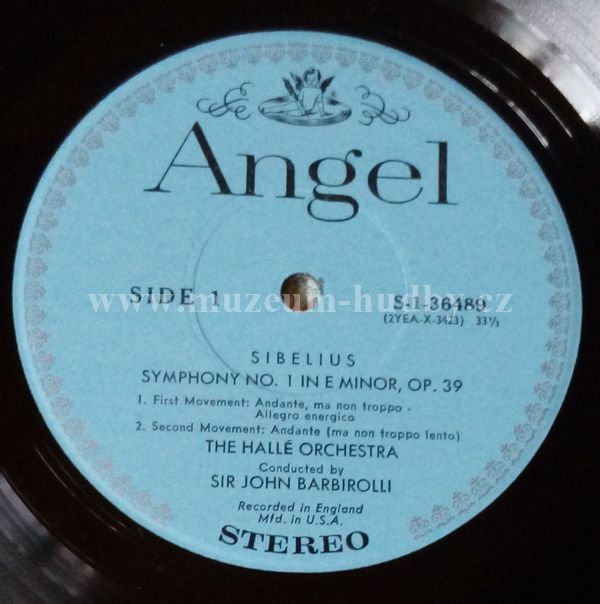 Angel
SIDE 1
S-1-36489
(2YEA-X-3423) 33⅓
www.muzeum-hudby.cz
SIBELIUS
SYMPHONY NO. 1 IN E MINOR, OP. 39
1. First Movement: Andante, ma non troppo -
Allegro energico
2. Second Movement: Andante (ma non troppo lento)
THE HALLÉ ORCHESTRA
Conducted by
SIR JOHN BARBIROLLI
Recorded in England
Mfd. in U.S.A.
STEREO